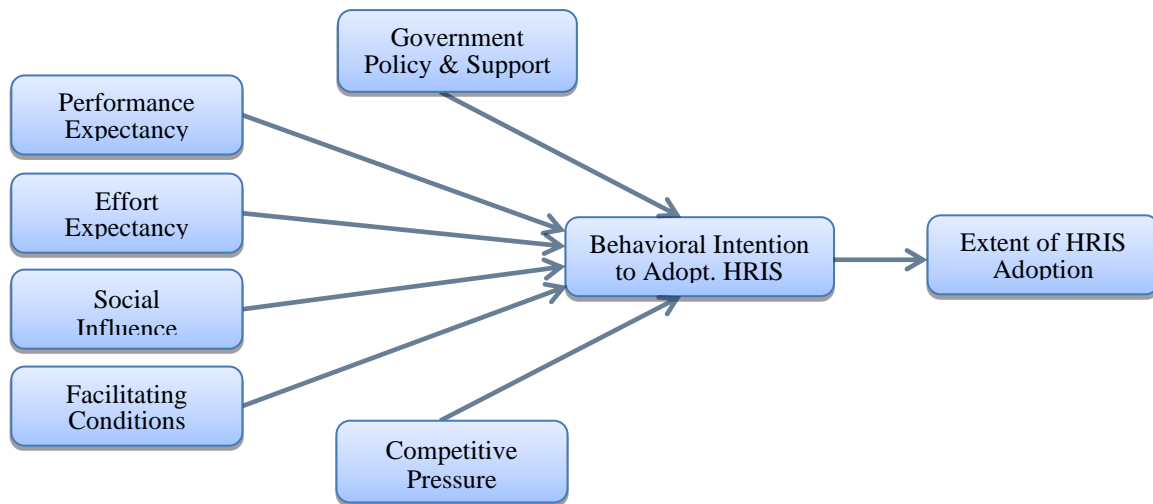 Government
Policy & Support
Performance
Expectancy
Effort
Expectancy
Social
Influence
Facilitating
Conditions
Behavioral Intention
to Adopt. HRIS
Extent of HRIS
Adoption
Competitive
Pressure